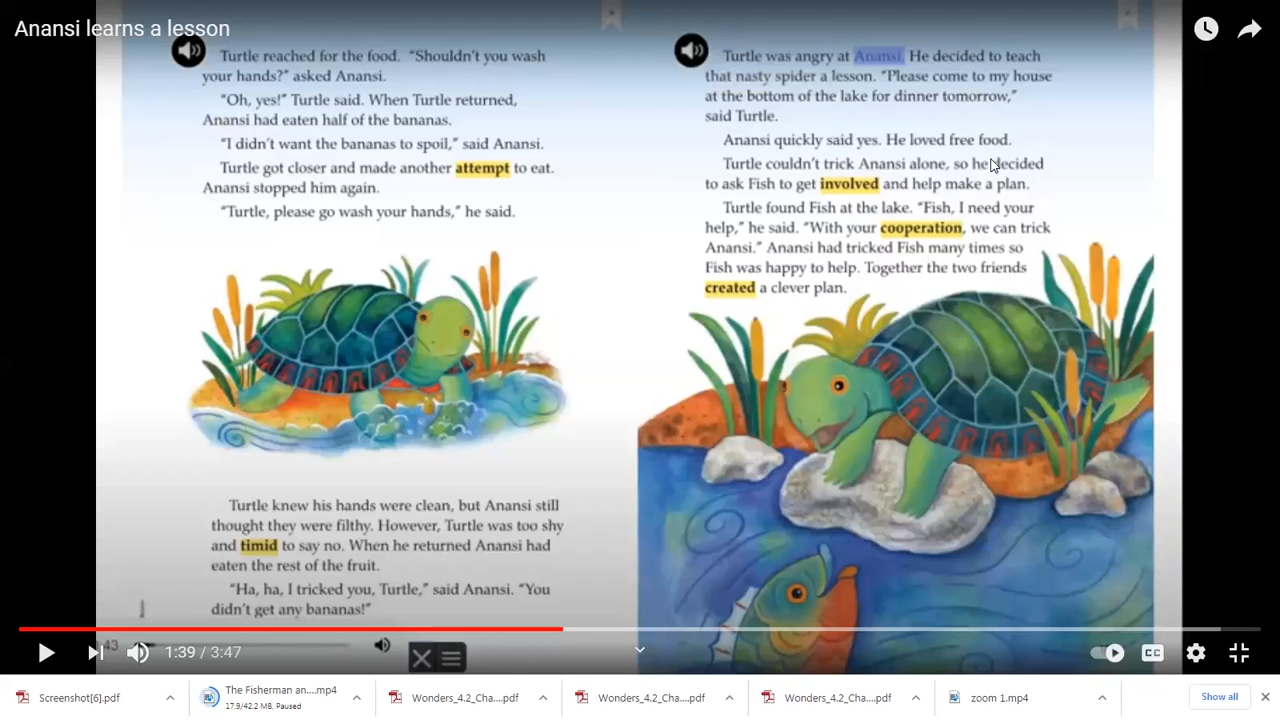 Anansi learns a lesson
Turtle reached for the food. “Shouldn’t you wash
your hands?” asked Anansi.
“Oh, yes!” Turtle said. When Turtle returned,
Anansi had eaten half of the bananas.
“I didn’t want the bananas to spoil,” said Anansi.
Turtle got closer and made another attempt to eat.
Anansi stopped him again.
“Turtle, please go wash your hands,” he said.
Turtle knew his hands were clean, but Anansi still
thought they were filthy. However, Turtle was too shy
and timid to say no. When he returned Anansi had
eaten the rest of the fruit.
“Ha, ha, I tricked you, Turtle,” said Anansi. “You
didn’t get any bananas!”
Turtle was angry at Anansi. He decided to teach
that nasty spider a lesson. “Please come to my house
at the bottom of the lake for dinner tomorrow,”
said Turtle.
Anansi quickly said yes. He loved free food.
Turtle couldn’t trick Anansi alone, so he decided
to ask Fish to get involved and help make a plan.
Turtle found Fish at the lake. “Fish, I need your
help,” he said. “With your cooperation, we can trick
Anansi.” Anansi had tricked Fish many times so
Fish was happy to help. Together the two friends
created a clever plan.
1:39 / 3:47
CC
Screenshot[6].pdf
The Fisherman an....mp4
17.9/42.2 MB, Paused
Wonders_4.2_Cha....pdf
Wonders_4.2_Cha....pdf
Wonders_4.2_Cha....pdf
zoom 1.mp4
Show all